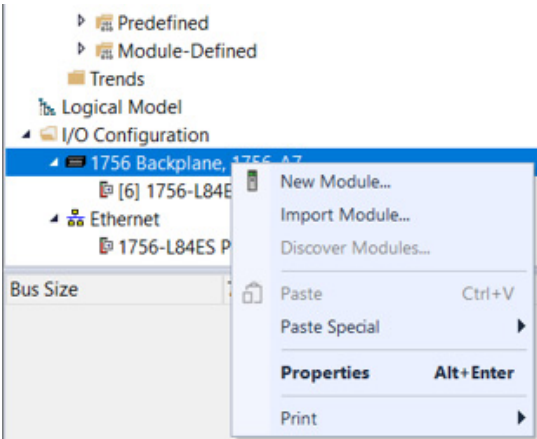 Predefined
Module-Defined
Trends
Logical Model
I/O Configuration
1756 Backplane, 1756-A7
[6] 1756-L84E
Ethernet
1756-L84ES P
Bus Size
New Module...
Import Module...
Discover Modules...
Paste Ctrl+V
Paste Special
Properties Alt+Enter
Print